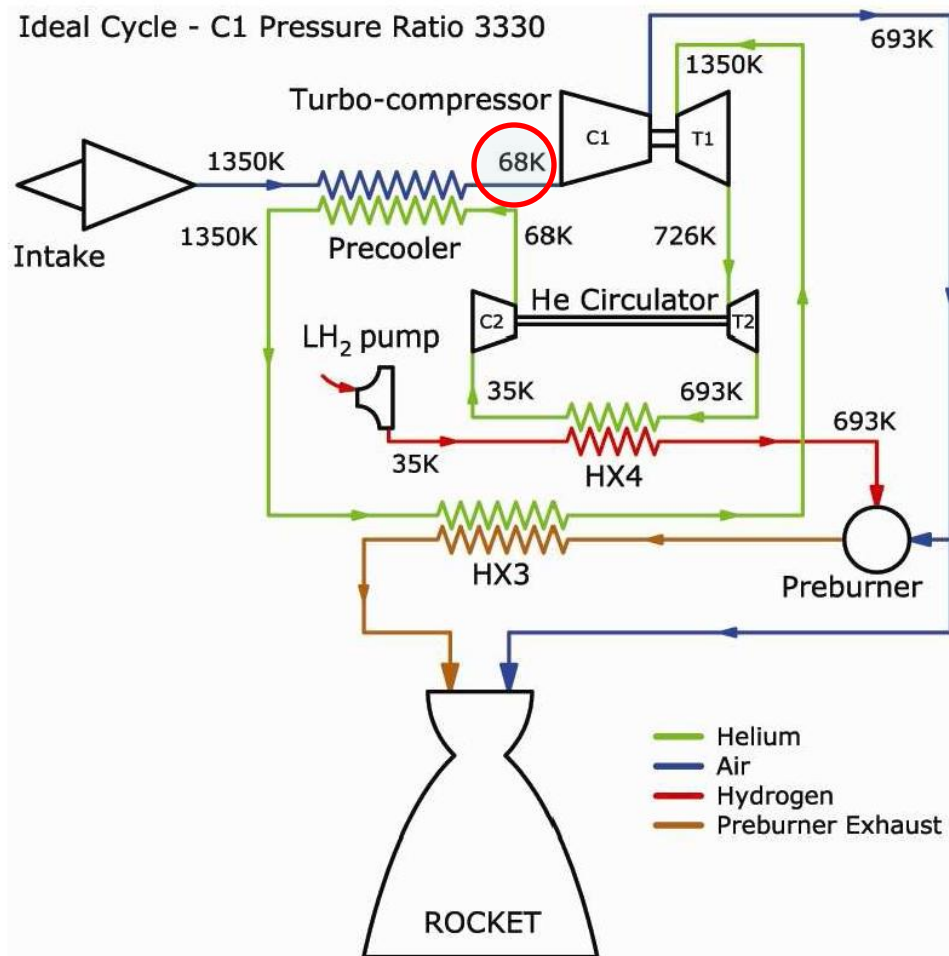 Ideal Cycle - C1 Pressure Ratio 3330
693K
1350K
Turbo-compressor
C1
T1
1350K
68K
1350K
68K
726K
Intake
Precooler
He Circulator
C2
T2
LH₂ pump
35K
693K
693K
35K
HX4
HX3
Preburner
Helium
Air
Hydrogen
Preburner Exhaust
ROCKET